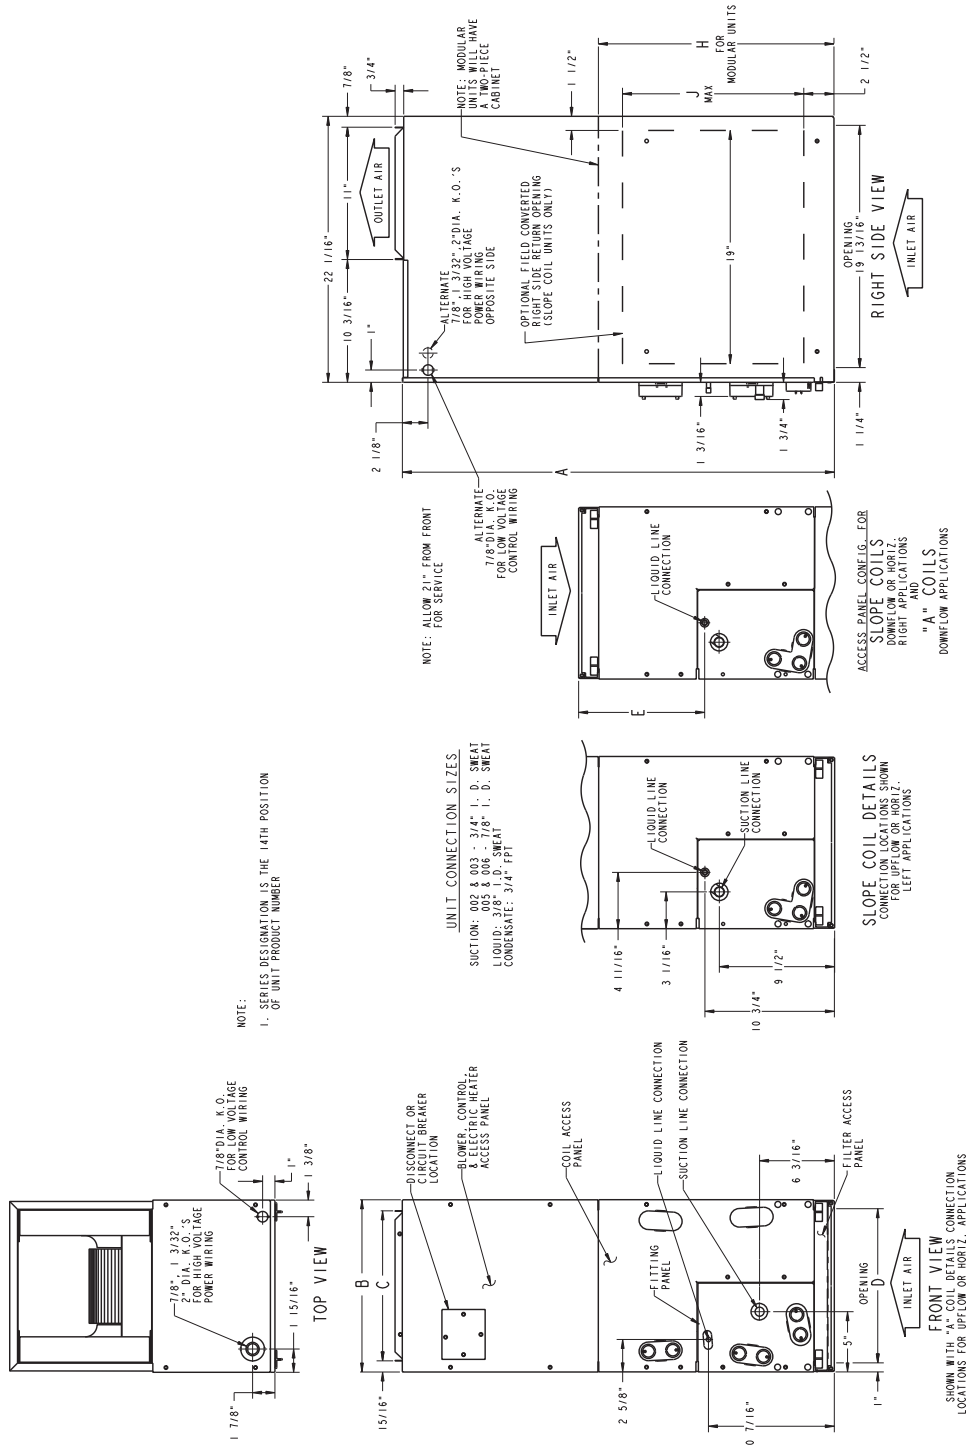 7/8", 1 3/32"
2" DIA. K.O.'S
FOR HIGH VOLTAGE
POWER WIRING
7/8"DIA. K.O.
FOR LOW VOLTAGE
CONTROL WIRING
1 7/8"
1 15/16"
1"
1 3/8"
TOP VIEW
NOTE:
1. SERIES DESIGNATION IS THE 14TH POSITION
OF UNIT PRODUCT NUMBER
B
C
15/16"
DISCONNECT OR
CIRCUIT BREAKER
LOCATION
BLOWER, CONTROL,
& ELECTRIC HEATER
ACCESS PANEL
COIL ACCESS
PANEL
FITTING
PANEL
LIQUID LINE CONNECTION
SUCTION LINE CONNECTION
2 5/8"
0 7/16"
6 3/16"
FILTER ACCESS
PANEL
5"
1"
OPENING
D
INLET AIR
FRONT VIEW
SHOWN WITH "A" COIL DETAILS CONNECTION
LOCATIONS FOR UPFLOW OR HORIZ. APPLICATIONS
UNIT CONNECTION SIZES
SUCTION: 002 & 003 - 3/4" I. D. SWEAT
005 & 006 - 7/8" I. D. SWEAT
LIQUID: 3/8" I.D. SWEAT
CONDENSATE: 3/4" FPT
LIQUID LINE
CONNECTION
SUCTION LINE
CONNECTION
4 11/16"
3 1/16"
9 1/2"
10 3/4"
SLOPE COIL DETAILS
CONNECTION LOCATIONS SHOWN
FOR UPFLOW OR HORIZ.
LEFT APPLICATIONS
NOTE: ALLOW 21" FROM FRONT
FOR SERVICE
INLET AIR
LIQUID LINE
CONNECTION
E
ACCESS PANEL CONFIG. FOR
SLOPE COILS
DOWNFLOW OR HORIZ.
RIGHT APPLICATIONS
AND
"A" COILS
DOWNFLOW APPLICATIONS
22 1/16"
10 3/16"
11"
7/8"
3/4"
1"
2 1/8"
OUTLET AIR
ALTERNATE
7/8",1 3/32",2"DIA. K.O.'S
FOR HIGH VOLTAGE
POWER WIRING
OPPOSITE SIDE
ALTERNATE
7/8"DIA. K.O.
FOR LOW VOLTAGE
CONTROL WIRING
NOTE: MODULAR
UNITS WILL HAVE
A TWO-PIECE
CABINET
OPTIONAL FIELD CONVERTED
RIGHT SIDE RETURN OPENING
(SLOPE COIL UNITS ONLY)
A
1 1/2"
H
FOR
MODULAR UNITS
J
MAX
19"
2 1/2"
1 3/16"
1 3/4"
1 1/4"
OPENING
19 13/16"
RIGHT SIDE VIEW
INLET AIR